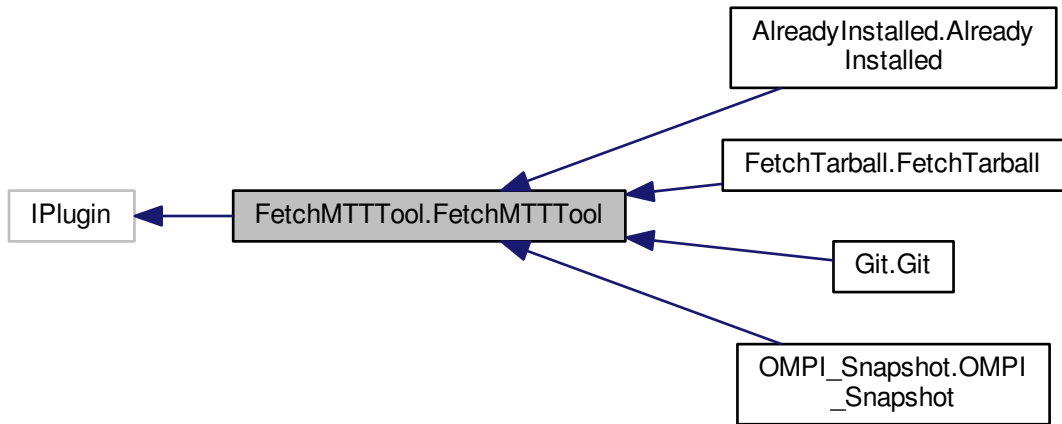 AlreadyInstalled.Already
Installed
FetchTarball.FetchTarball
IPlugin
FetchMTTTool.FetchMTTTool
Git.Git
OMPI_Snapshot.OMPI
_Snapshot